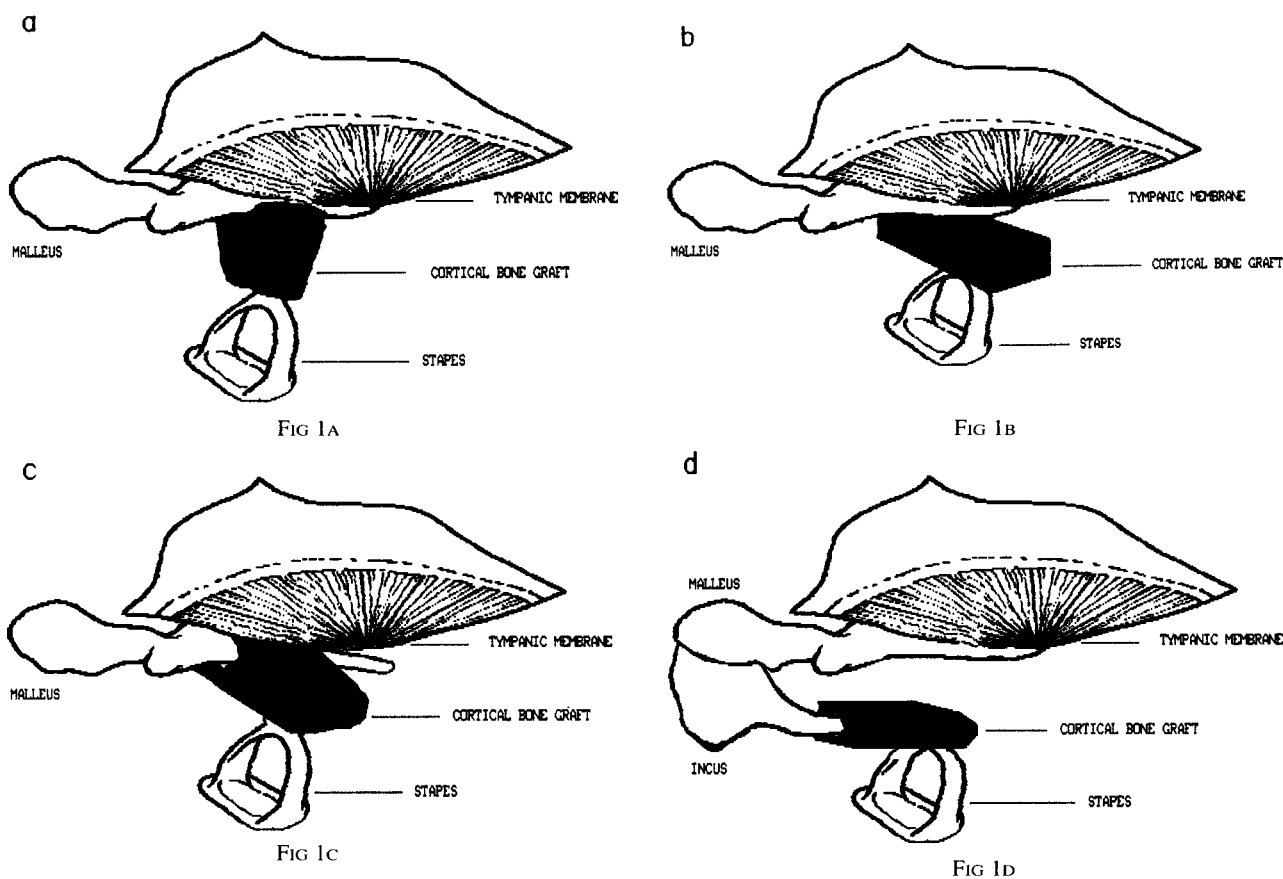 a
TYMPANIC MEMBRANE
MALLEUS
CORTICAL BONE GRAFT
STAPES
FIG 1A
b
TYMPANIC MEMBRANE
MALLEUS
CORTICAL BONE GRAFT
STAPES
FIG 1B
c
TYMPANIC MEMBRANE
MALLEUS
CORTICAL BONE GRAFT
STAPES
FIG 1C
d
MALLEUS
TYMPANIC MEMBRANE
CORTICAL BONE GRAFT
INCUS
STAPES
FIG 1D